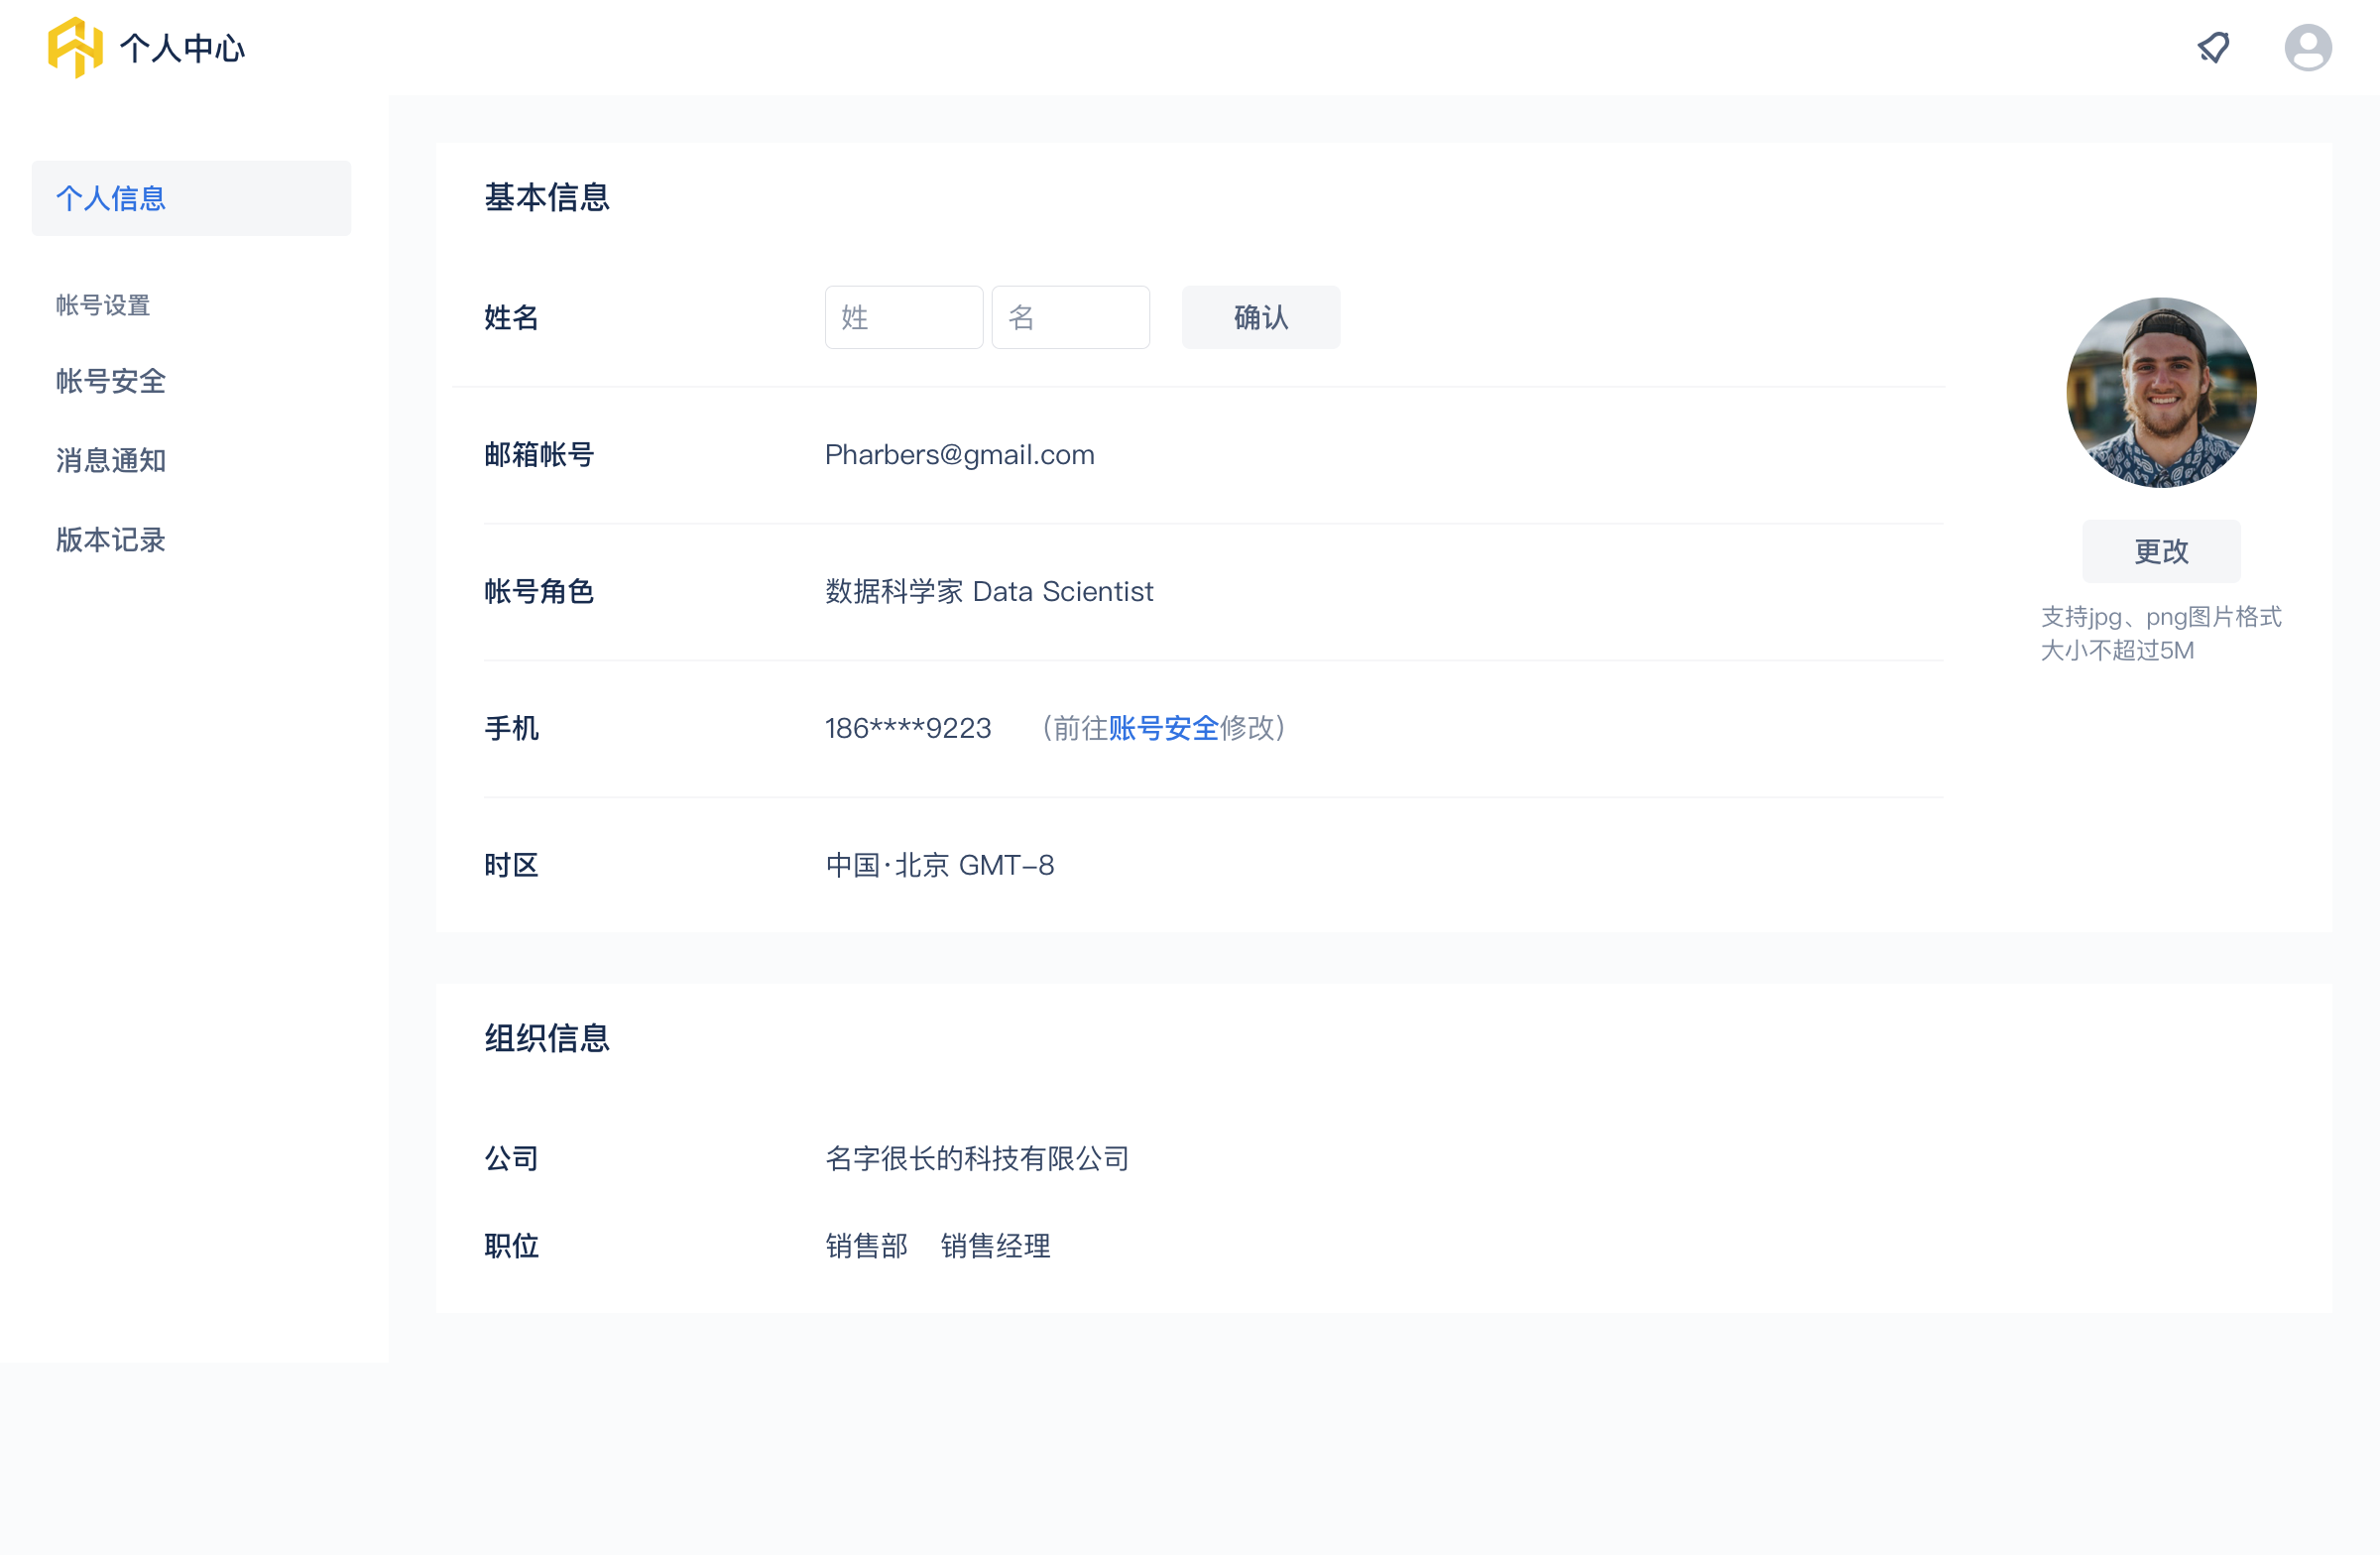 个人中心
个人信息
帐号设置
帐号安全
消息通知
版本记录
基本信息
姓名 姓 名 确认
邮箱帐号 Pharbers@gmail.com
帐号角色 数据科学家 Data Scientist
手机 186****9223 （前往账号安全修改）
时区 中国·北京 GMT-8
更改
支持jpg、png图片格式
大小不超过5M
组织信息
公司 名字很长的科技有限公司
职位 销售部 销售经理